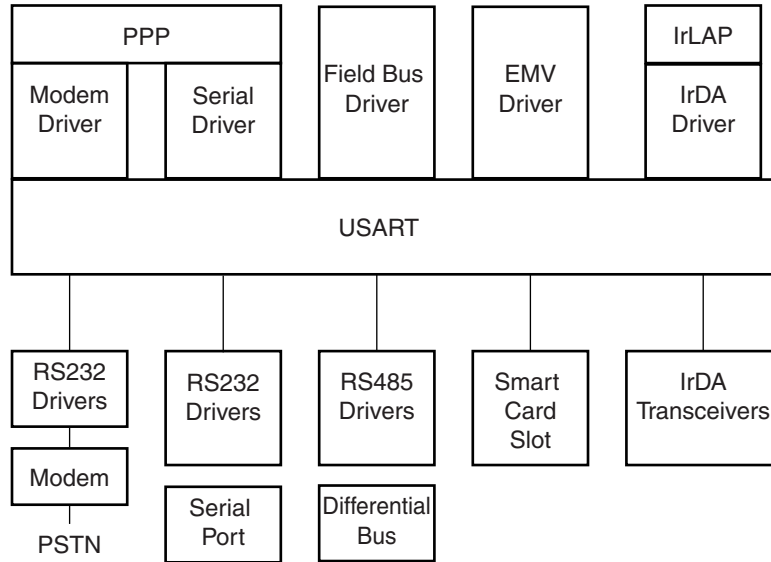 PPP
IrLAP
Modem
Driver
Serial
Driver
Field Bus
Driver
EMV
Driver
IrDA
Driver
USART
RS232
Drivers
RS232
Drivers
RS485
Drivers
Smart
Card
Slot
IrDA
Transceivers
Modem
Serial
Port
Differential
Bus
PSTN